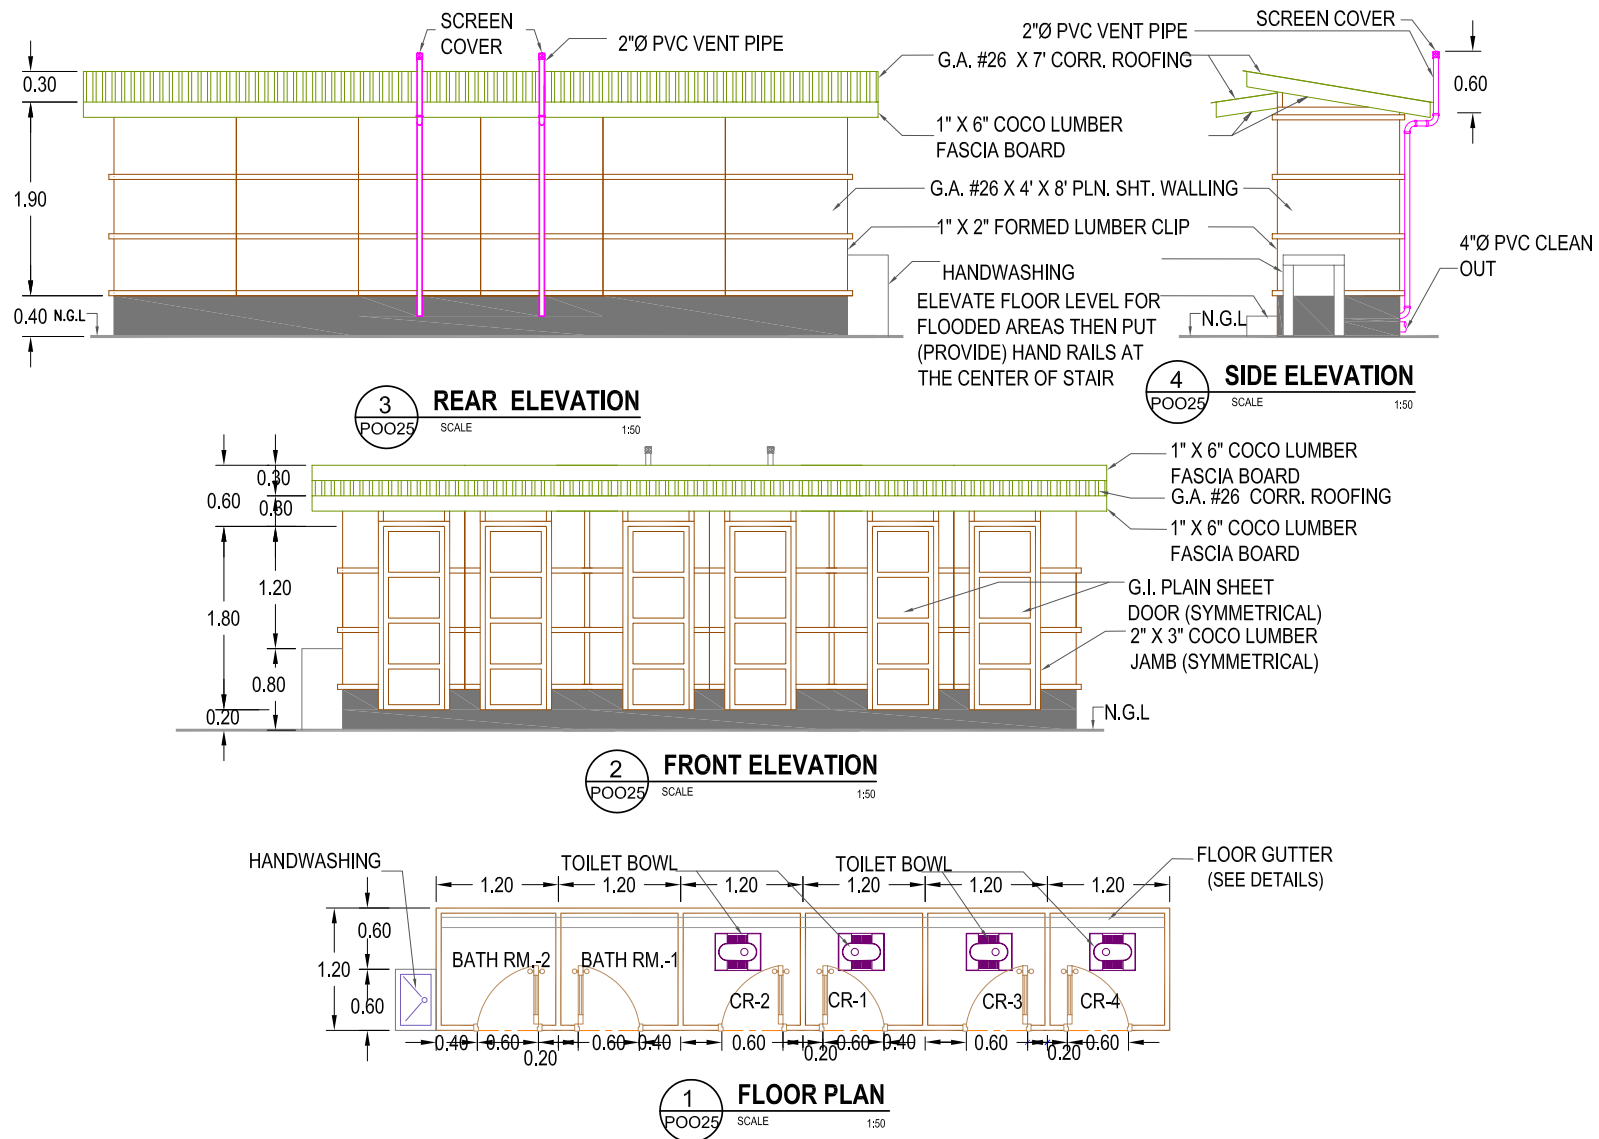 SCREEN
COVER
2"Ø PVC VENT PIPE
0.30
1.90
0.40 N.G.L
3
POO25
REAR ELEVATION
SCALE
1:50
SCREEN COVER
2"Ø PVC VENT PIPE
G.A. #26 X 7' CORR. ROOFING
1" X 6" COCO LUMBER
FASCIA BOARD
G.A. #26 X 4' X 8' PLN. SHT. WALLING
1" X 2" FORMED LUMBER CLIP
HANDWASHING
ELEVATE FLOOR LEVEL FOR
FLOODED AREAS THEN PUT
(PROVIDE) HAND RAILS AT
THE CENTER OF STAIR
0.60
4"Ø PVC CLEAN
OUT
N.G.L
4
POO25
SIDE ELEVATION
SCALE
1:50
0.30
0.60
0.30
1.20
1.80
0.80
0.20
1" X 6" COCO LUMBER
FASCIA BOARD
G.A. #26 CORR. ROOFING
1" X 6" COCO LUMBER
FASCIA BOARD
G.I. PLAIN SHEET
DOOR (SYMMETRICAL)
2" X 3" COCO LUMBER
JAMB (SYMMETRICAL)
N.G.L
2
POO25
FRONT ELEVATION
SCALE
1:50
HANDWASHING
TOILET BOWL
TOILET BOWL
FLOOR GUTTER
(SEE DETAILS)
1.20
1.20
1.20
1.20
1.20
1.20
0.60
1.20
0.60
BATH RM.-2
BATH RM.-1
CR-2
CR-1
CR-3
CR-4
0.40
0.60
0.20
0.60
0.40
0.60
0.20
0.60
0.40
0.60
0.20
0.60
1
POO25
FLOOR PLAN
SCALE
1:50